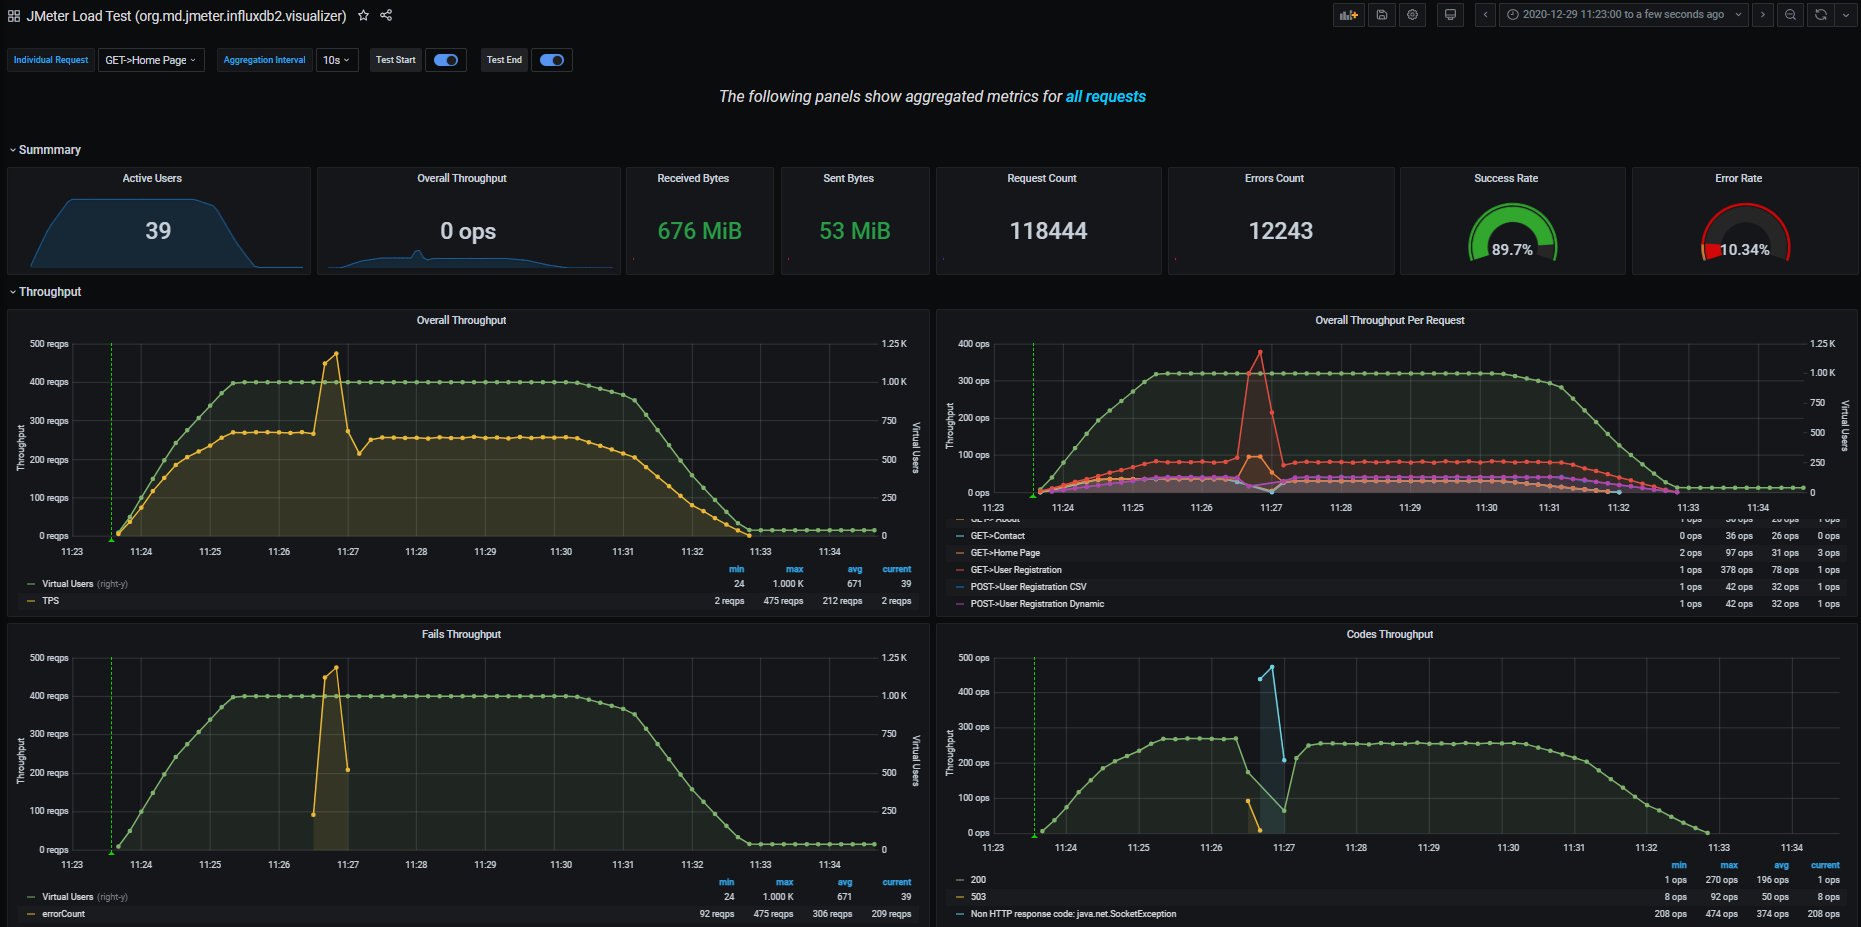 JMeter Load Test (org.md.jmeter.influxdb2.visualizer)
2020-12-29 11:23:00 to a few seconds ago
Individual Request GET->Home Page Aggregation Interval 10s Test Start Test End
The following panels show aggregated metrics for all requests
Summmary
Active Users Overall Throughput Received Bytes Sent Bytes Request Count Errors Count Success Rate Error Rate
39 0 ops 676 MiB 53 MiB 118444 12243 89.7% 10.34%
Throughput
Overall Throughput
500 reqps
400 reqps
300 reqps
200 reqps
100 reqps
0 reqps
Throughput
1.25 K
1.00 K
750
500
250
0
Virtual Users
11:23 11:24 11:25 11:26 11:27 11:28 11:29 11:30 11:31 11:32 11:33 11:34
min max avg current
Virtual Users (right-y) 24 1.000 K 671 39
TPS 2 reqps 475 reqps 212 reqps 2 reqps
Overall Throughput Per Request
400 ops
300 ops
200 ops
100 ops
0 ops
Throughput
1.25 K
1.00 K
750
500
250
0
Virtual Users
11:23 11:24 11:25 11:26 11:27 11:28 11:29 11:30 11:31 11:32 11:33 11:34
GET->Contact 0 ops 36 ops 26 ops 0 ops
GET->Home Page 2 ops 97 ops 31 ops 3 ops
GET->User Registration 1 ops 378 ops 78 ops 1 ops
POST->User Registration CSV 1 ops 42 ops 32 ops 1 ops
POST->User Registration Dynamic 1 ops 42 ops 32 ops 1 ops
Fails Throughput
500 reqps
400 reqps
300 reqps
200 reqps
100 reqps
0 reqps
Throughput
1.25 K
1.00 K
750
500
250
0
Virtual Users
11:23 11:24 11:25 11:26 11:27 11:28 11:29 11:30 11:31 11:32 11:33 11:34
min max avg current
Virtual Users (right-y) 24 1.000 K 671 39
errorCount 92 reqps 475 reqps 306 reqps 209 reqps
Codes Throughput
500 ops
400 ops
300 ops
200 ops
100 ops
0 ops
Throughput
11:23 11:24 11:25 11:26 11:27 11:28 11:29 11:30 11:31 11:32 11:33 11:34
min max avg current
200 1 ops 270 ops 196 ops 1 ops
503 8 ops 92 ops 50 ops 8 ops
Non HTTP response code: java.net.SocketException 208 ops 474 ops 374 ops 208 ops